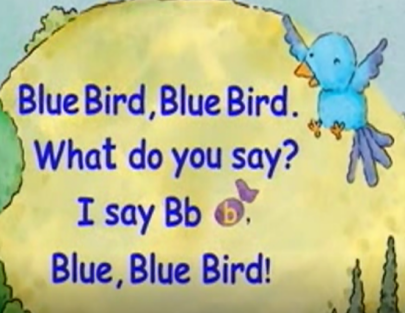 Blue Bird, Blue Bird.
What do you say?
I say Bb b,
Blue, Blue Bird!